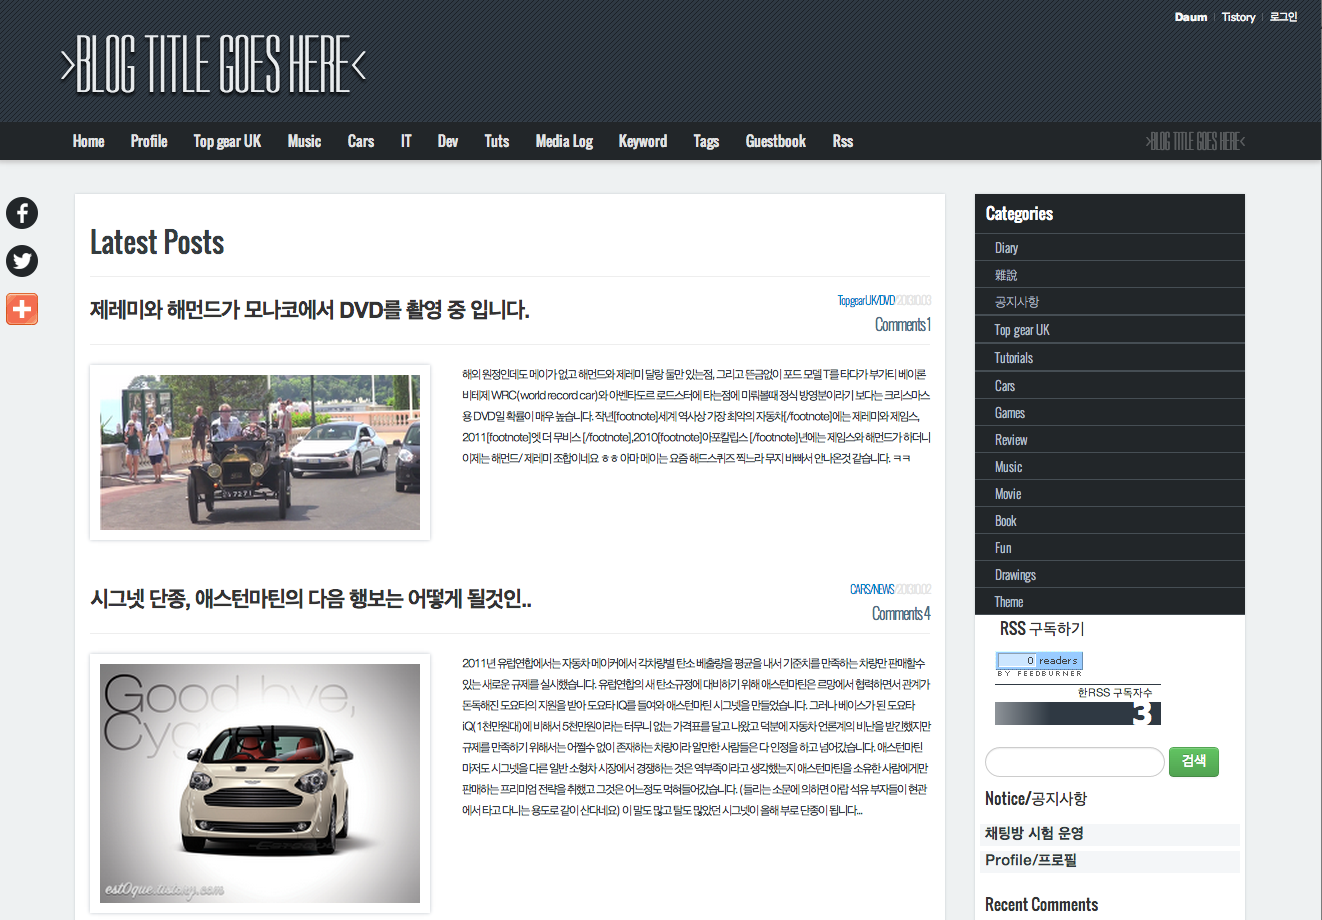 Daum Tistory 로그인
>BLOG TITLE GOES HERE<
Home Profile Top gear UK Music Cars IT Dev Tuts Media Log Keyword Tags Guestbook Rss
>BLOG TITLE GOES HERE<
Latest Posts
제레미와 해먼드가 모나코에서 DVD를 촬영 중 입니다.
Top gear UK/DVD 2013.10.03
Comments 1
해외 원정인데도 메이가 없고 해먼드와 제레미 달랑 둘만 있는점, 그리고 뜬금없이 포드 모델 T를 타다가 부가티 베이론
비테제 WRC(world record car)와 아벤타도르 로드스터에 타는점에 미뤄볼때 정식 방영분이라기 보다는 크리스마스
용 DVD일 확률이 매우 높습니다. 작년[footnote]세계 역사상 가장 최악의 자동차[/footnote]에는 제레미와 제임스,
2011[footnote]엣 더 무비스 [/footnote],2010[footnote]아포칼립스 [/footnote]년에는 제임스와 해먼드가 하더니
이제는 해먼드/ 제레미 조합이네요 ㅎㅎ 아마 메이는 요즘 헤드스퀴즈 찍느라 무지 바빠서 안나온것 같습니다. ㅋㅋ
시그넷 단종, 애스턴마틴의 다음 행보는 어떻게 될것인..
CARS/NEWS 2013.10.02
Comments 4
Good bye,
Cygnet
est0que.tistory.com
2011년 유럽연합에서는 자동차 메이커에서 각차량별 탄소 베출량을 평균을 내서 기준치를 만족하는 차량만 판매할수
있는 새로운 규제를 실시했습니다. 유럽연합의 새 탄소규정에 대비하기 위해 애스턴마틴은 르망에서 협력하면서 관계가
돈독해진 도요타의 지원을 받아 도요타 IQ를 들여와 애스턴마틴 시그넷을 만들었습니다. 그러나 베이스가 된 도요타
IQ( 1천만원대) 에 비해서 5천만원이라는 터무니 없는 가격표를 달고 나왔고 덕분에 자동차 언론계의 비난을 받긴했지만
규제를 만족하기 위해서는 어쩔수 없이 존재하는 차량이라 알만한 사람들은 다 인정을 하고 넘어갔습니다. 애스턴마틴
마저도 시그넷을 다른 일반 소형차 시장에서 경쟁하는 것은 역부족이라고 생각했는지 애스턴마틴을 소유한 사람에게만
판매하는 프리미엄 전략을 취했고 그것은 어느정도 먹혀들어갔습니다. ( 들리는 소문에 의하면 아랍 석유 부자들이 현관
에서 타고 다니는 용도로 같이 산다네요) 이 말도 많고 탈도 많았던 시그넷이 올해 부로 단종이 됩니다...
Categories
Diary
雜說
공지사항
Top gear UK
Tutorials
Cars
Games
Review
Music
Movie
Book
Fun
Drawings
Theme
RSS 구독하기
0 readers
BY FEEDBURNER
한RSS 구독자수
3
검색
Notice/공지사항
채팅방 시험 운영
Profile/프로필
Recent Comments